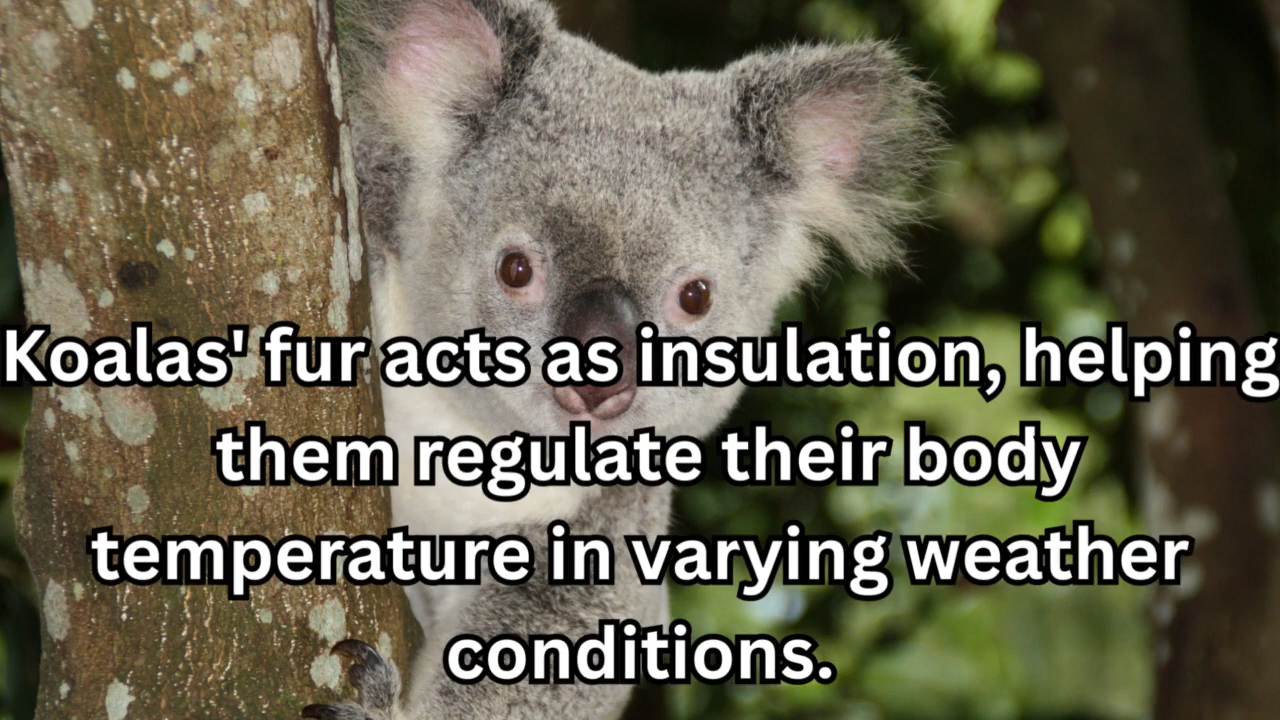 Koalas' fur acts as insulation, helping
them regulate their body
temperature in varying weather
conditions.